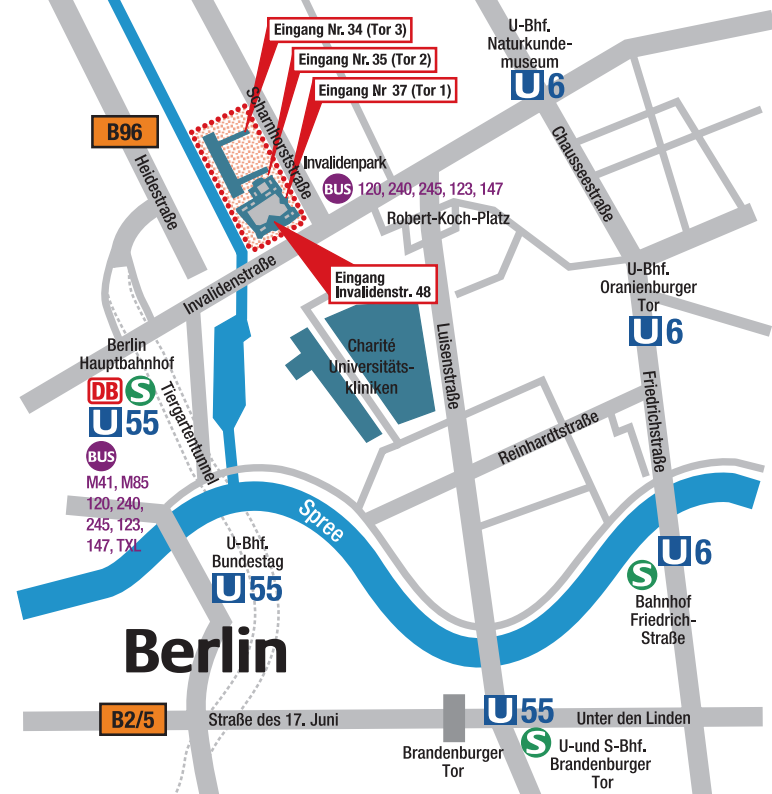 Eingang Nr. 34 (Tor 3)
Eingang Nr. 35 (Tor 2)
Eingang Nr 37 (Tor 1)
U-Bhf.
Naturkunde-
museum
U6
B96
Heidestraße
Scharnhorststraße
Invalidenpark
BUS 120, 240, 245, 123, 147
Chausseestraße
Robert-Koch-Platz
Invalidenstraße
Eingang
Invalidenstr. 48
U-Bhf.
Oranienburger
Tor
U6
Berlin
Hauptbahnhof
DB S
U55
BUS
M41, M85
120, 240,
245, 123,
147, TXL
Tiergartentunnel
Charité
Universitäts-
kliniken
Luisenstraße
Reinhardtstraße
Friedrichstraße
Spree
U-Bhf.
Bundestag
U55
U6
S
Bahnhof
Friedrich-
Straße
Berlin
B2/5
Straße des 17. Juni
U55
Unter den Linden
Brandenburger
Tor
S U-und S-Bhf.
Brandenburger
Tor